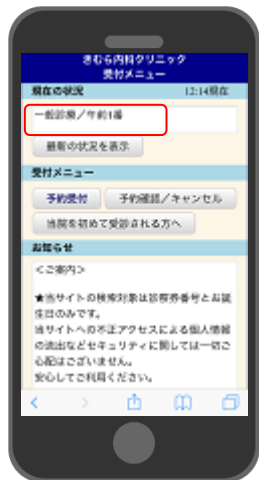 きむら内科クリニック
受付メニュー
現在の状況 12:14現在
一般診療／午前1番
最新の状況を表示
受付メニュー
予約受付 予約確認／キャンセル
当院を初めて受診される方へ
お知らせ
＜ご案内＞
★当サイトの検索対象は診察券番号とお誕
生日のみです。
当サイトへの不正アクセスによる個人情報
の流出などセキュリティに関しては一切ご
心配はございません。
安心してご利用ください。